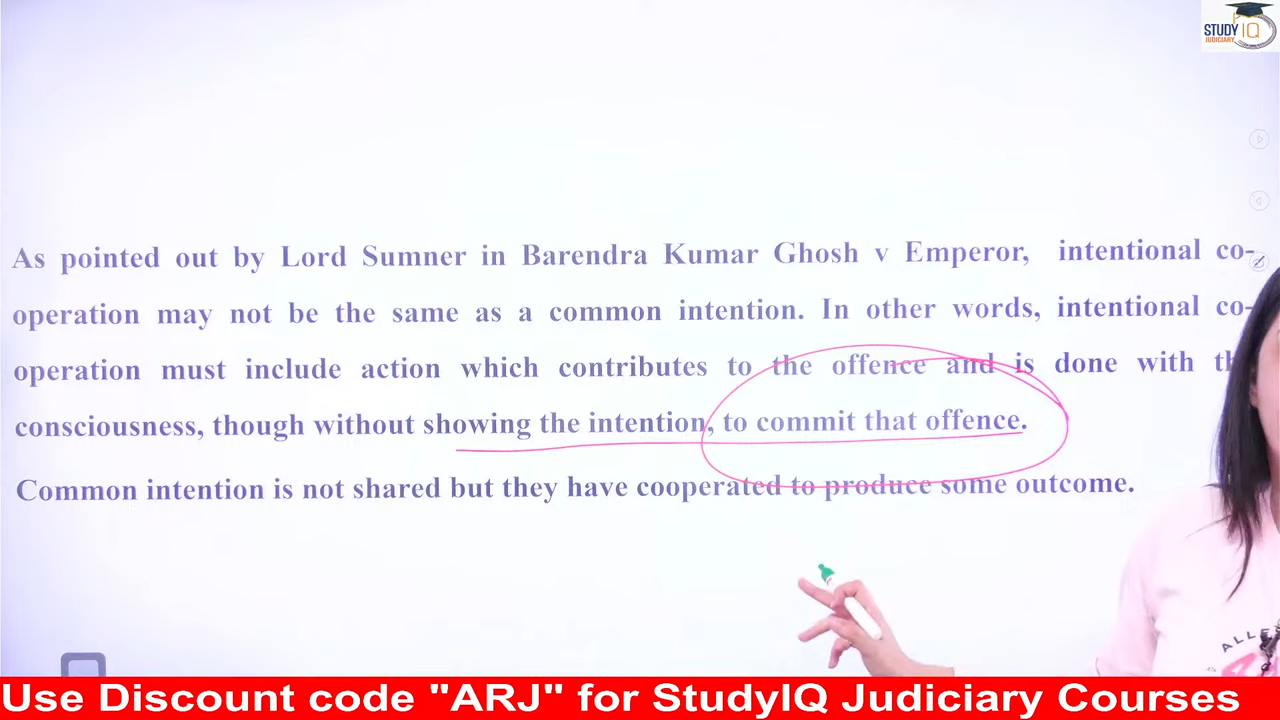 STUDY IQ
JUDICIARY
As pointed out by Lord Sumner in Barendra Kumar Ghosh v Emperor, intentional co-
operation may not be the same as a common intention. In other words, intentional co-
operation must include action which contributes to the offence and is done with
consciousness, though without showing the intention, to commit that offence.
Common intention is not shared but they have cooperated to produce some outcome.
ALLE
Use Discount code "ARJ" for StudyIQ Judiciary Courses